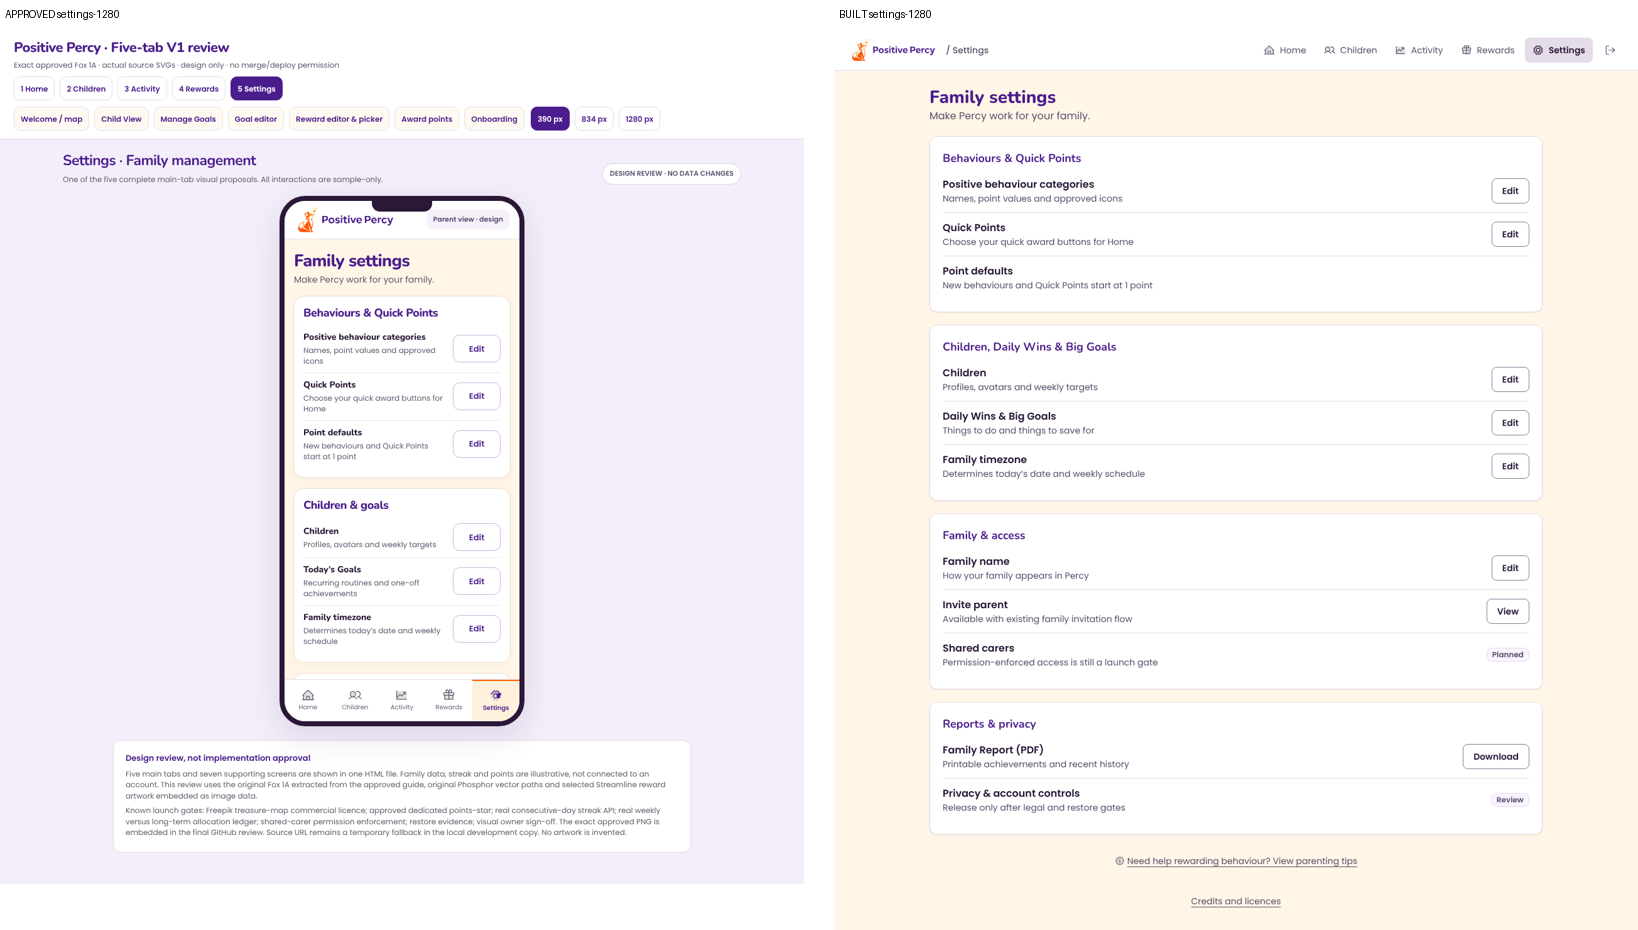 APPROVED settings-1280
Positive Percy · Five-tab V1 review
Exact approved Fox 1A · actual source SVGs · design only · no merge/deploy permission
1 Home
2 Children
3 Activity
4 Rewards
5 Settings
Welcome / map
Child View
Manage Goals
Goal editor
Reward editor & picker
Award points
Onboarding
390 px
834 px
1280 px
Settings · Family management
One of the five complete main-tab visual proposals. All interactions are sample-only.
DESIGN REVIEW · NO DATA CHANGES
Positive Percy
Parent view · design
Family settings
Make Percy work for your family.
Behaviours & Quick Points
Positive behaviour categories
Names, point values and approved
icons
Edit
Quick Points
Choose your quick award buttons for
Home
Edit
Point defaults
New behaviours and Quick Points
start at 1 point
Edit
Children & goals
Children
Profiles, avatars and weekly targets
Edit
Today's Goals
Recurring routines and one-off
achievements
Edit
Family timezone
Determines today's date and weekly
schedule
Edit
Home
Children
Activity
Rewards
Settings
Design review, not implementation approval
Five main tabs and seven supporting screens are shown in one HTML file. Family data, streak and points are illustrative, not connected to an
account. This review uses the original Fox 1A extracted from the approved guide, original Phosphor vector paths and selected Streamline reward
artwork embedded as image data.
Known launch gates: Freepik treasure-map commercial licence; approved dedicated points-star; real consecutive-day streak API; real weekly
versus long-term allocation ledger; shared-carer permission enforcement; restore evidence; visual owner sign-off. The exact approved PNG is
embedded in the final GitHub review. Source URL remains a temporary fallback in the local development copy. No artwork is invented.
BUILT settings-1280
Positive Percy / Settings
Home
Children
Activity
Rewards
Settings
Family settings
Make Percy work for your family.
Behaviours & Quick Points
Positive behaviour categories
Names, point values and approved icons
Edit
Quick Points
Choose your quick award buttons for Home
Edit
Point defaults
New behaviours and Quick Points start at 1 point
Children, Daily Wins & Big Goals
Children
Profiles, avatars and weekly targets
Edit
Daily Wins & Big Goals
Things to do and things to save for
Edit
Family timezone
Determines today's date and weekly schedule
Edit
Family & access
Family name
How your family appears in Percy
Edit
Invite parent
Available with existing family invitation flow
View
Shared carers
Permission-enforced access is still a launch gate
Planned
Reports & privacy
Family Report (PDF)
Printable achievements and recent history
Download
Privacy & account controls
Release only after legal and restore gates
Review
Need help rewarding behaviour? View parenting tips
Credits and licences